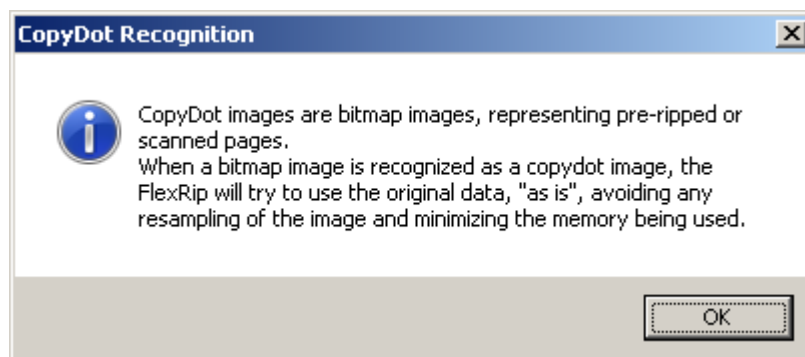 CopyDot Recognition
CopyDot images are bitmap images, representing pre-ripped or
scanned pages.
When a bitmap image is recognized as a copydot image, the
FlexRip will try to use the original data, "as is", avoiding any
resampling of the image and minimizing the memory being used.
OK